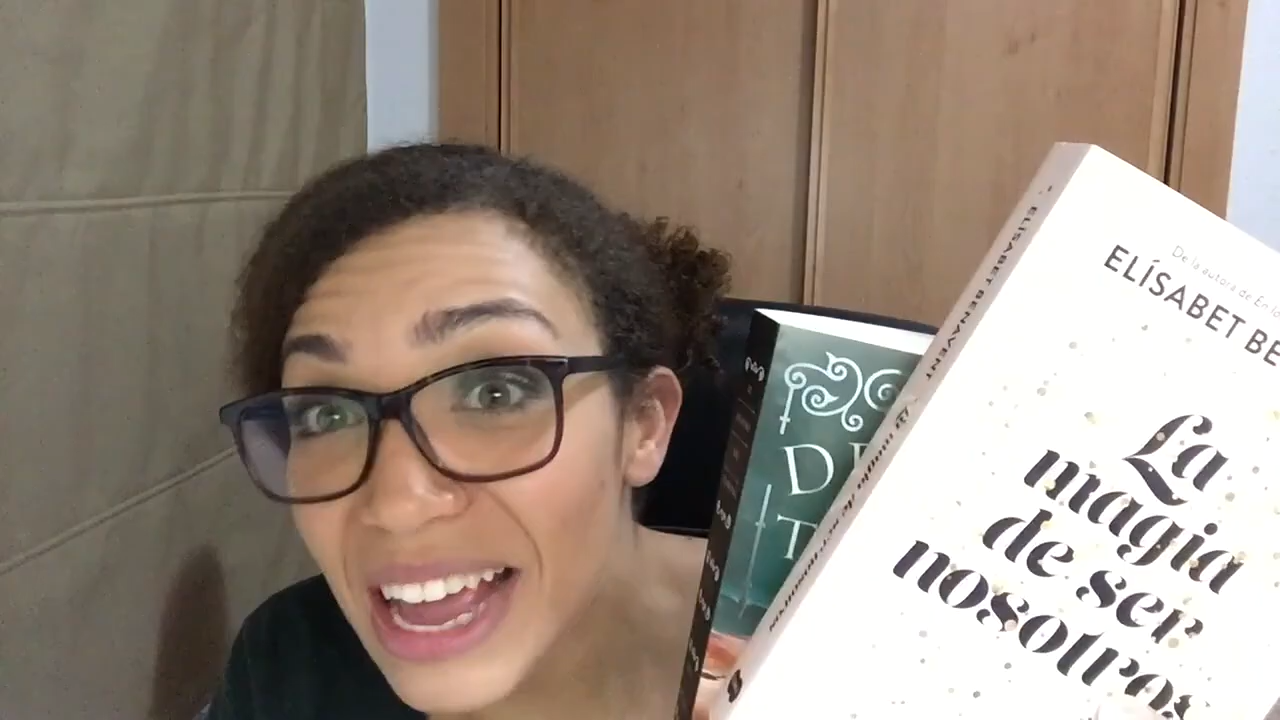 De la autora de En lo
ELÍSABET BE
La
magia
de ser
nosotros
ELÍSABET BENAVENT
La magia de ser nosotros
D
T